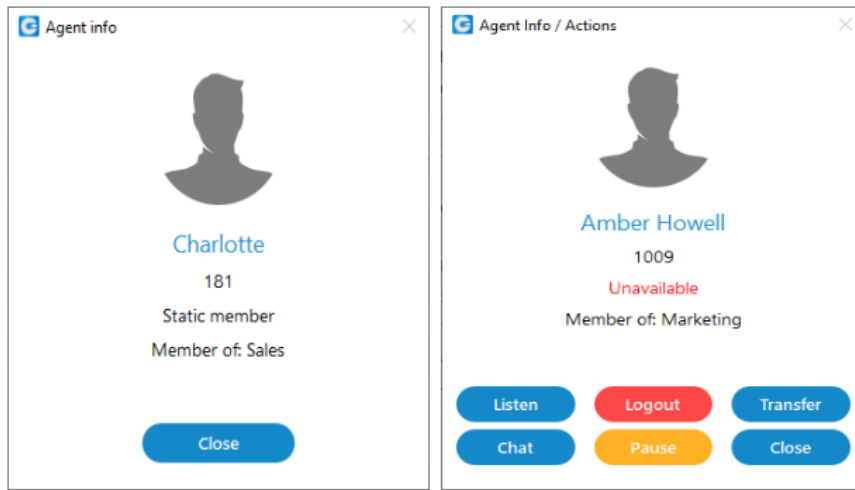 Agent info
Charlotte
181
Static member
Member of: Sales
Close
Agent Info / Actions
Amber Howell
1009
Unavailable
Member of: Marketing
Listen Logout Transfer
Chat Pause Close